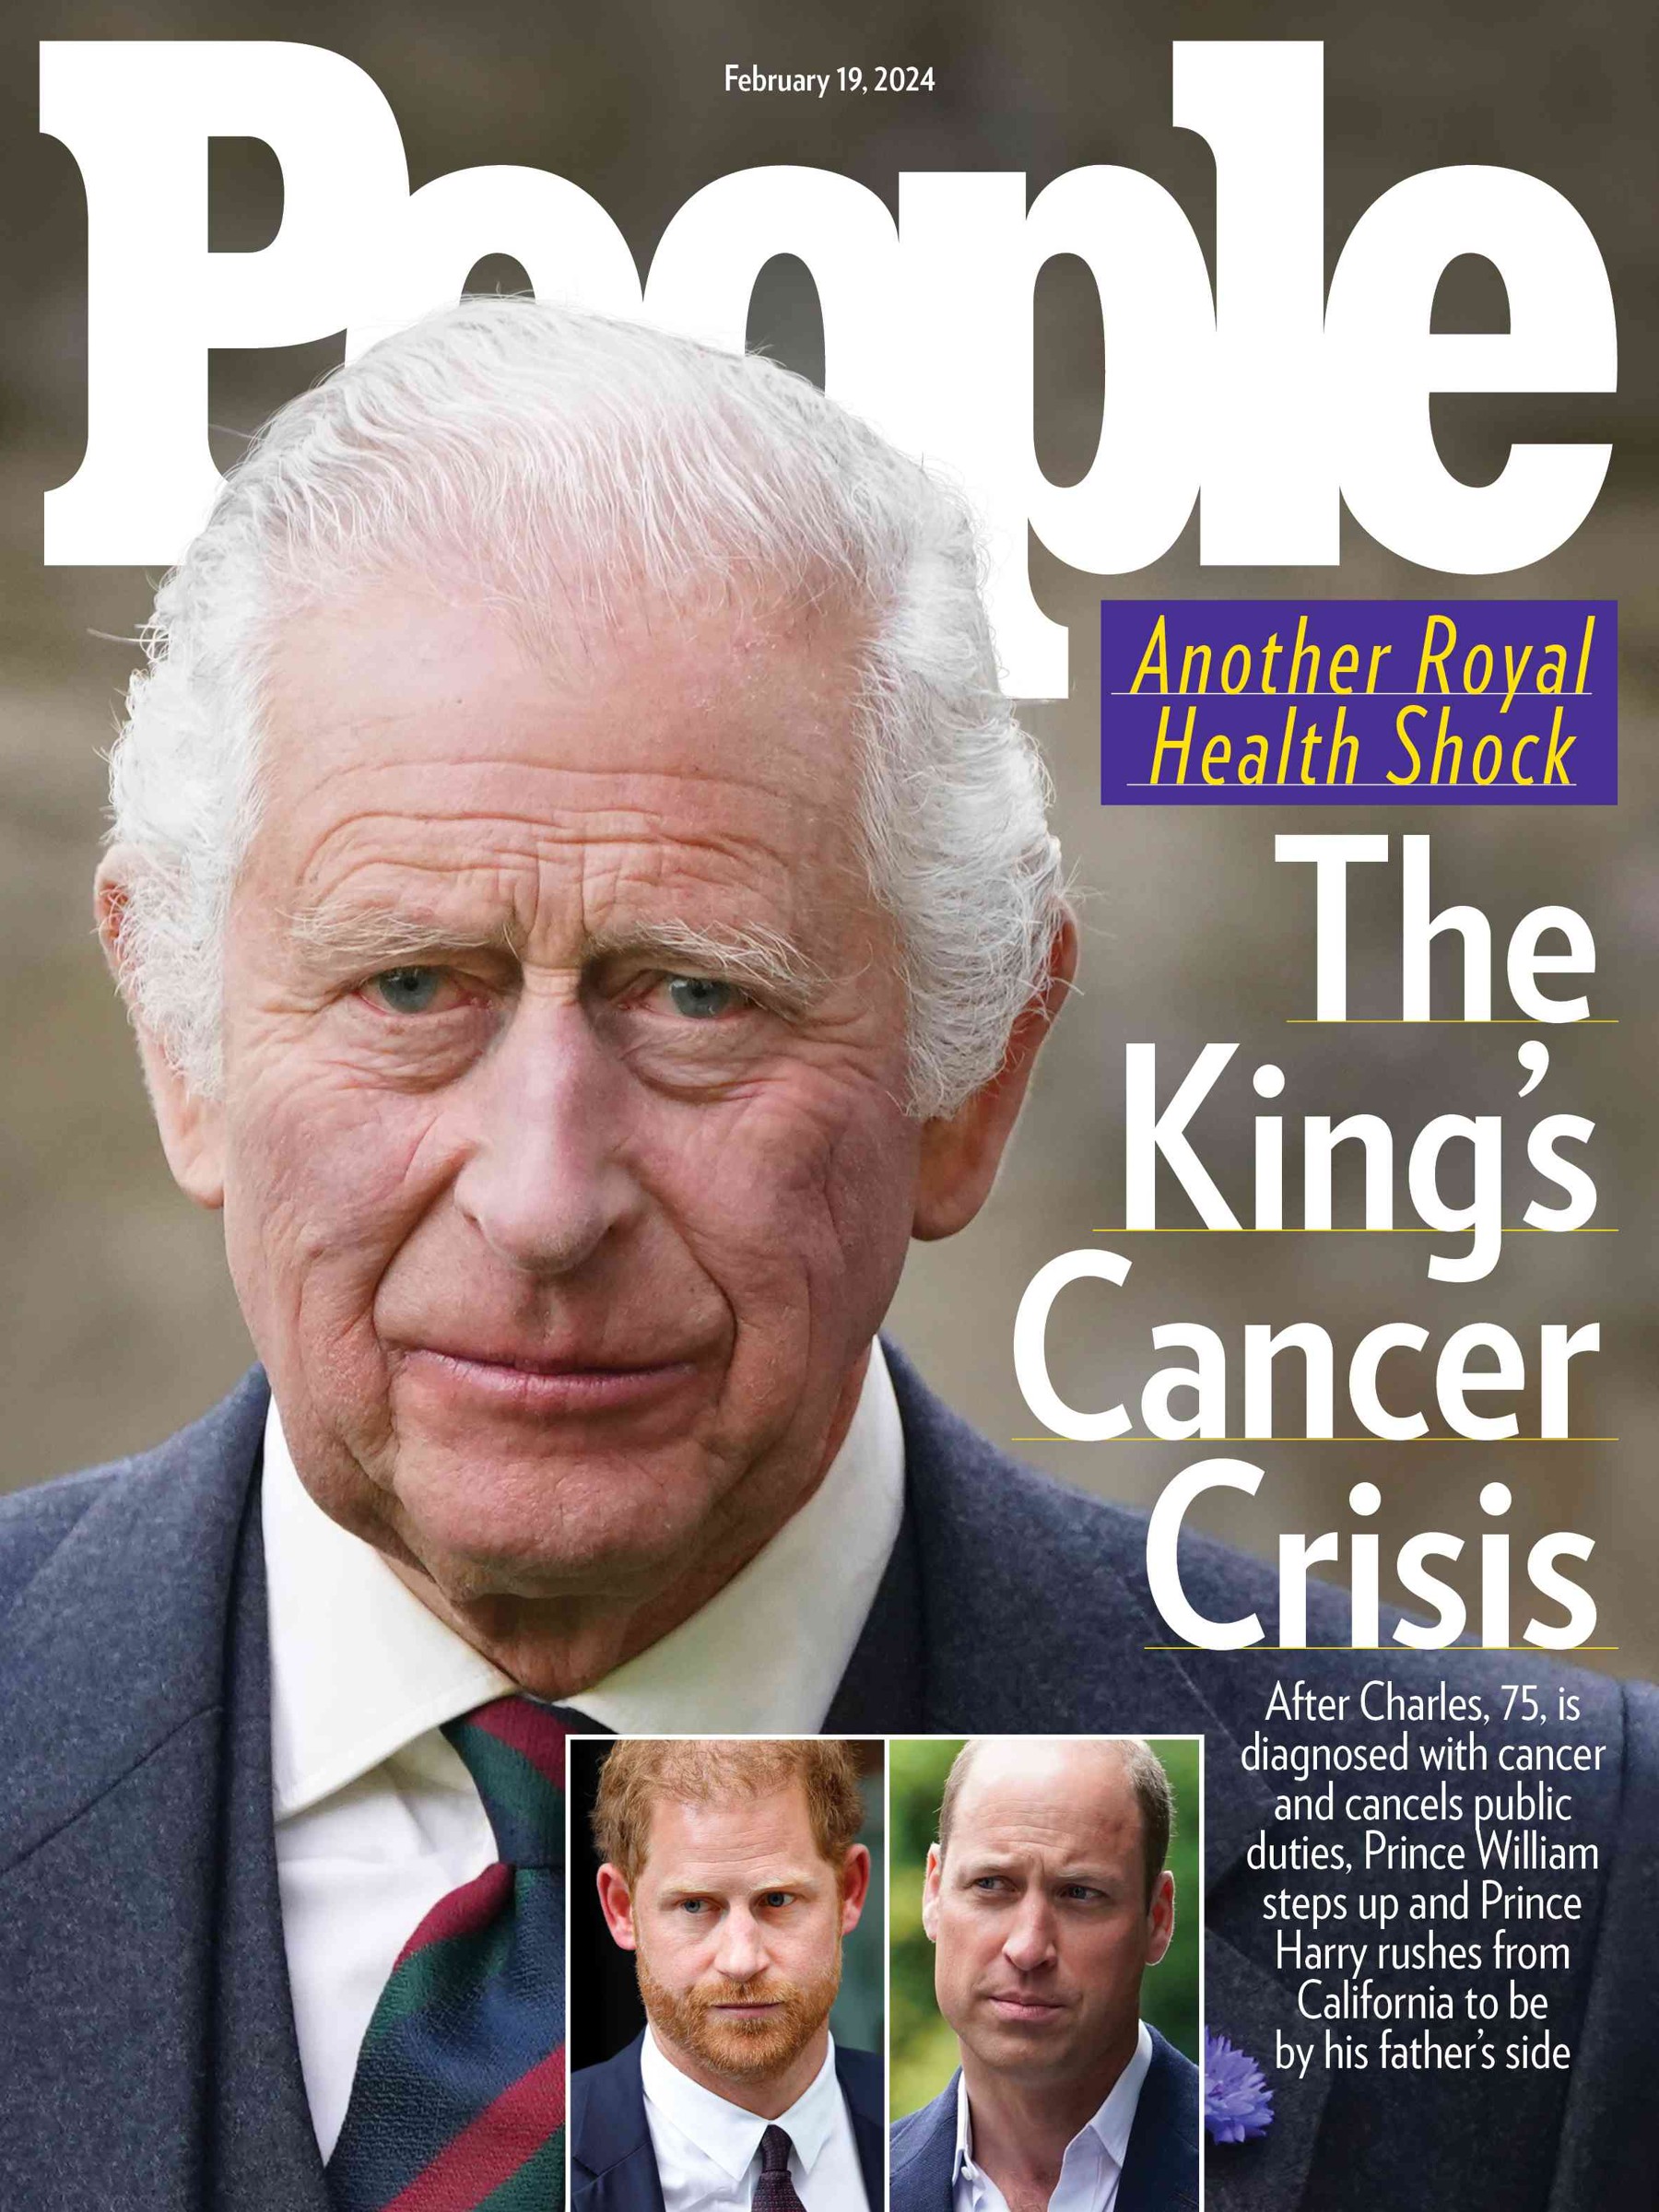 February 19, 2024
People
Another Royal
Health Shock
The
King's
Cancer
Crisis
After Charles, 75, is
diagnosed with cancer
and cancels public
duties, Prince William
steps up and Prince
Harry rushes from
California to be
by his father's side